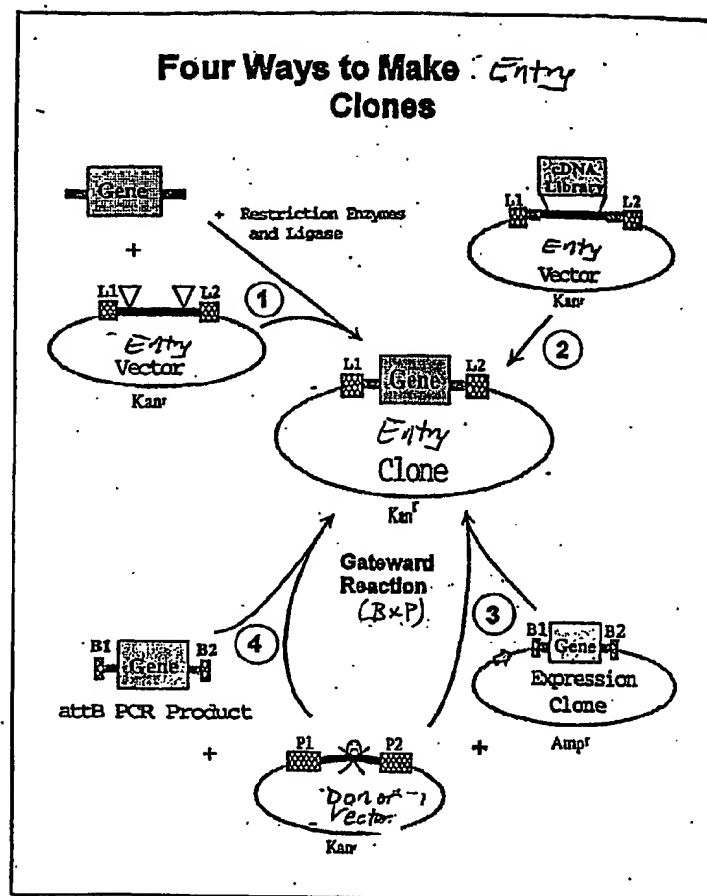 Four Ways to Make : Entry
Clones
Gene
+
+ Restriction Enzymes
and Ligase
cDNA
Library
L1 L2
Entry
Vector
Kanr
L1 L2
1
Entry
Vector
Kanr
2
L1 Gene L2
Entry
Clone
Kanr
Gateward
Reaction
(B x P)
4
3
B1 Gene B2
attB PCR Product
B1 Gene B2
Expression
Clone
Ampr
+
P1 P2
+
Donor
Vector
Kanr